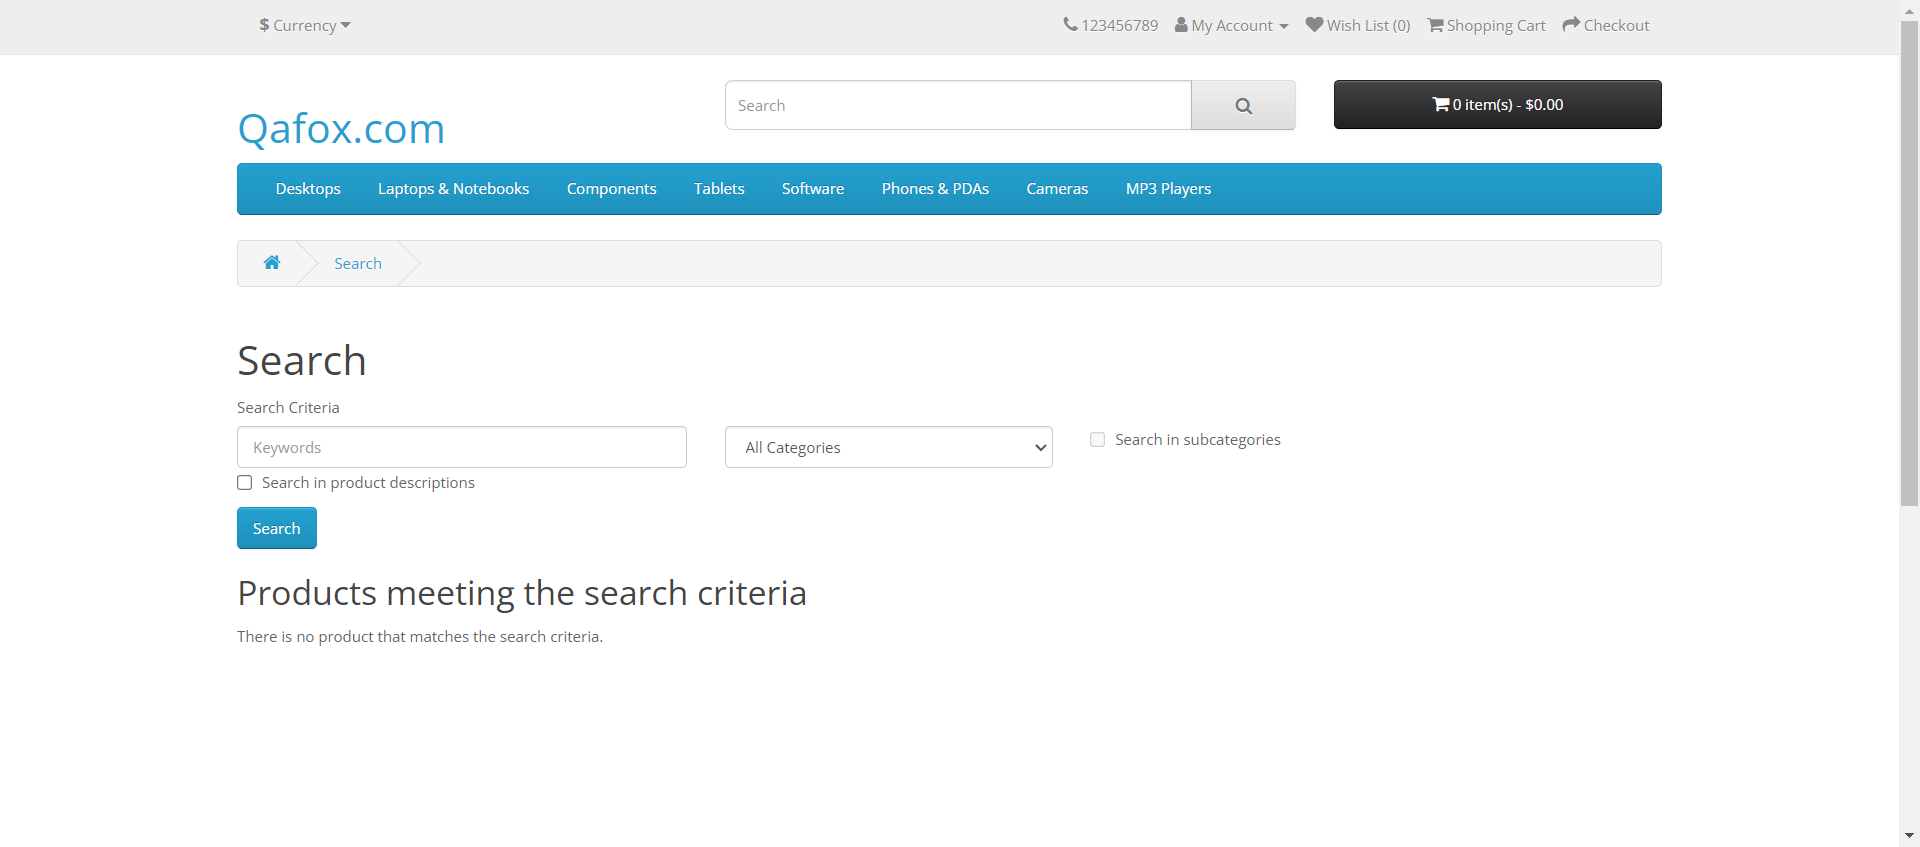 $ Currency
123456789 My Account Wish List (0) Shopping Cart Checkout
Qafox.com
Search
0 item(s) - $0.00
Desktops Laptops & Notebooks Components Tablets Software Phones & PDAs Cameras MP3 Players
Search
Search
Search Criteria
Keywords
All Categories
Search in subcategories
Search in product descriptions
Search
Products meeting the search criteria
There is no product that matches the search criteria.